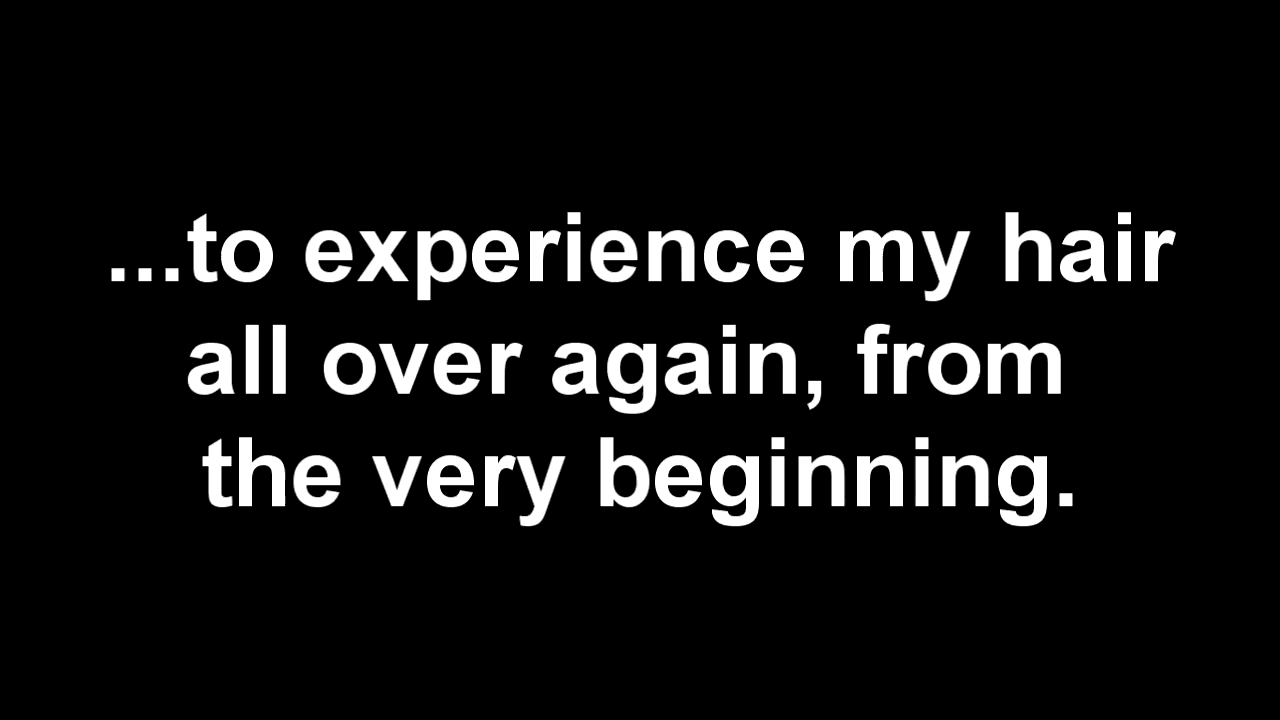 ...to experience my hair
all over again, from
the very beginning.